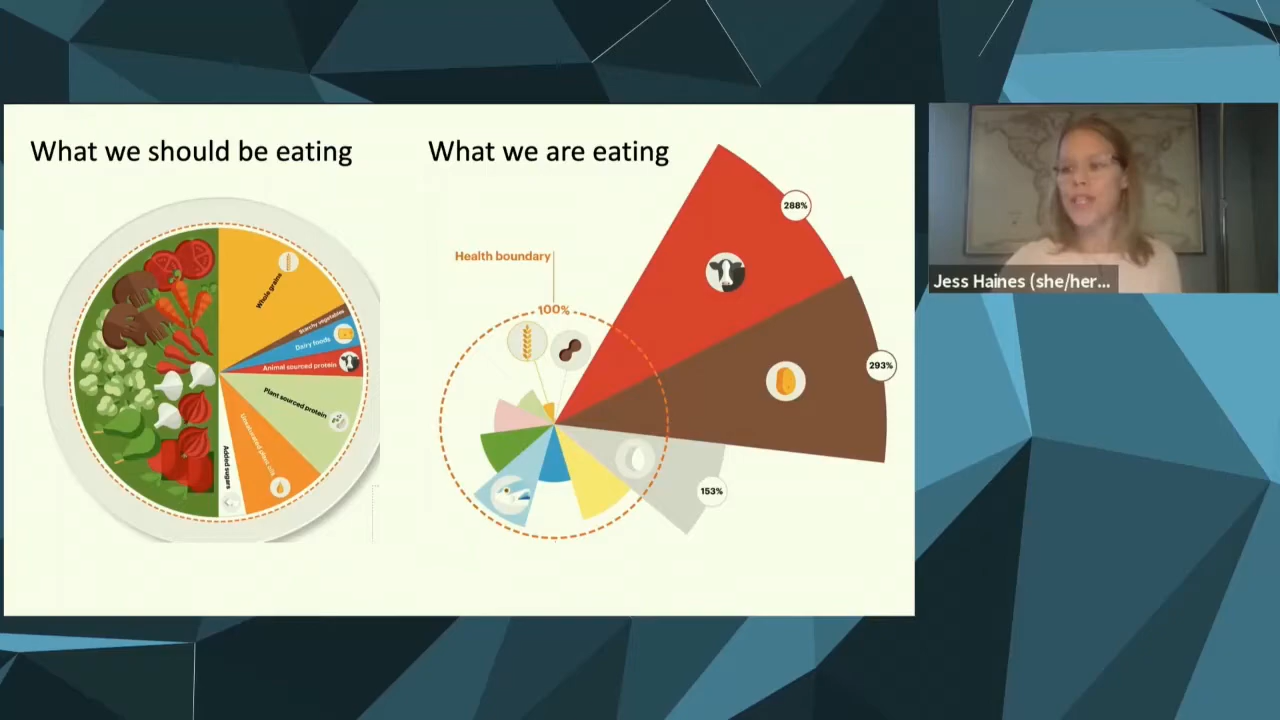 What we should be eating
What we are eating
Whole grains
Starchy vegetables
Dairy foods
Animal sourced protein
Plant sourced protein
Unsaturated plant oils
Added sugars
Health boundary
100%
288%
293%
153%
Jess Haines (she/her...